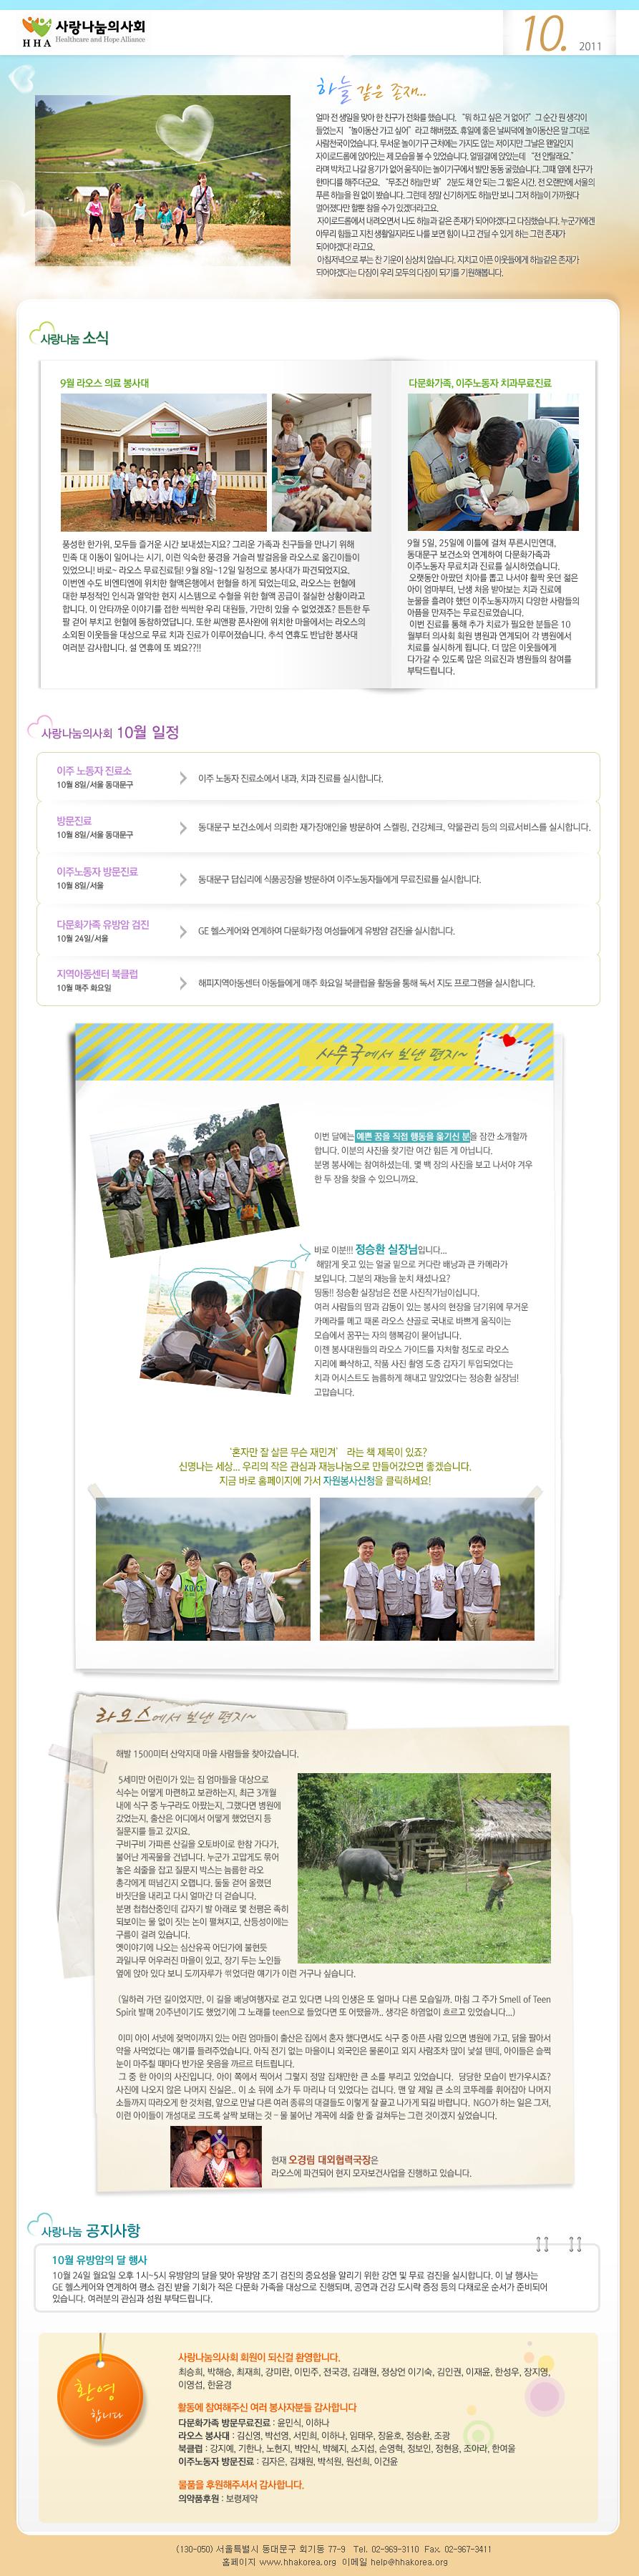 사랑나눔의사회
HHA Healthcare and Hope Alliance
10.
2011
하늘 같은 존재...
얼마 전 생일을 맞아 한 친구가 전화를 했습니다. "뭐 하고 싶은 거 없어?" 그 순간 뭔 생각이
들었는지 "놀이동산 가고 싶어" 라고 해버렸죠. 휴일에 좋은 날씨덕에 놀이동산은 말 그대로
사람천국이었습니다. 무서운 놀이기구 근처에는 가지도 않는 저이지만 그날은 왠일인지
자이로드롭에 앉아있는 제 모습을 볼 수 있었습니다. 얼떨결에 앉았는데 "전 안탈래요."
라며 박차고 나갈 용기가 없어 움직이는 놀이기구에서 발만 동동 굴렸습니다. 그때 옆에 친구가
한마디를 해주더군요. "무조건 하늘만 봐" 2분도 채 안 되는 그 짧은 시간. 전 오랜만에 서울의
푸른 하늘을 원 없이 봤습니다. 그런데 정말 신기하게도 하늘만 보니 그저 하늘이 가까웠다
멀어졌다만 할뿐 참을 수가 있겠더라고요.
자이로드롭에서 내려오면서 나도 하늘과 같은 존재가 되어야겠다고 다짐했습니다. 누군가에겐
아무리 힘들고 지친 생활일지라도 나를 보면 힘이 나고 견딜 수 있게 하는 그런 존재가
되어야겠다! 라고요.
아침저녁으로 부는 찬 기운이 심상치 않습니다. 지치고 아픈 이웃들에게 하늘같은 존재가
되어야겠다는 다짐이 우리 모두의 다짐이 되기를 기원해봅니다.
사랑나눔 소식
9월 라오스 의료 봉사대
풍성한 한가위, 모두들 즐거운 시간 보내셨는지요? 그리운 가족과 친구들을 만나기 위해
민족 대 이동이 일어나는 시기, 이런 익숙한 풍경을 거슬러 발걸음을 라오스로 옮긴이들이
있었으니! 바로~ 라오스 무료진료팀! 9월 8일~12일 일정으로 봉사대가 파견되었지요.
이번엔 수도 비엔티엔에 위치한 혈액은행에서 헌혈을 하게 되었는데요, 라오스는 헌혈에
대한 부정적인 인식과 열악한 현지 시스템으로 수혈을 위한 혈액 공급이 절실한 상황이라고
합니다. 이 안타까운 이야기를 접한 씩씩한 우리 대원들, 가만히 있을 수 없었겠죠? 튼튼한 두
팔 걷어 부치고 헌혈에 동참하였답니다. 또한 씨엔쾅 폰사완에 위치한 마을에서는 라오스의
소외된 이웃들을 대상으로 무료 치과 진료가 이루어졌습니다. 추석 연휴도 반납한 봉사대
여러분 감사합니다. 설 연휴에 또 뵈요??!!
다문화가족, 이주노동자 치과무료진료
9월 5일, 25일에 이틀에 걸쳐 푸른시민연대,
동대문구 보건소와 연계하여 다문화가족과
이주노동자 무료치과 진료를 실시하였습니다.
오랫동안 아팠던 치아를 뽑고 나서야 활짝 웃던 젊은
아이 엄마부터, 난생 처음 받아보는 치과 진료에
눈물을 흘려야 했던 이주노동자까지 다양한 사람들의
아픔을 만져주는 무료진료였습니다.
이번 진료를 통해 추가 치료가 필요한 분들은 10
월부터 의사회 회원 병원과 연계되어 각 병원에서
치료를 실시하게 됩니다. 더 많은 이웃들에게
다가갈 수 있도록 많은 의료진과 병원들의 참여를
부탁드립니다.
사랑나눔의사회 10월 일정
이주 노동자 진료소
10월 8일/서울 동대문구
이주 노동자 진료소에서 내과, 치과 진료를 실시합니다.
방문진료
10월 8일/서울 동대문구
동대문구 보건소에서 의뢰한 재가장애인을 방문하여 스켈링, 건강체크, 약물관리 등의 의료서비스를 실시합니다.
이주노동자 방문진료
10월 8일/서울
동대문구 답십리에 식품공장을 방문하여 이주노동자들에게 무료진료를 실시합니다.
다문화가족 유방암 검진
10월 24일/서울
GE 헬스케어와 연계하여 다문화가정 여성들에게 유방암 검진을 실시합니다.
지역아동센터 북클럽
10월 매주 화요일
해피지역아동센터 아동들에게 매주 화요일 북클럽을 활동을 통해 독서 지도 프로그램을 실시합니다.
사무국에서 보낸 편지~
이번 달에는 예쁜 꿈을 직접 행동을 옮기신 분을 잠깐 소개할까
합니다. 이분의 사진을 찾기란 여간 힘든 게 아닙니다.
분명 봉사에는 참여하셨는데. 몇 백 장의 사진을 보고 나서야 겨우
한 두 장을 찾을 수 있으니까요.
바로 이분!!! 정승환 실장님입니다...
해맑게 웃고 있는 얼굴 밑으로 커다란 배낭과 큰 카메라가
보입니다. 그분의 재능을 눈치 채셨나요?
띵동!! 정승환 실장님은 전문 사진작가님이십니다.
여러 사람들의 땀과 감동이 있는 봉사의 현장을 담기위에 무거운
카메라를 메고 때론 라오스 산골로 국내로 바쁘게 움직이는
모습에서 꿈꾸는 자의 행복감이 묻어납니다.
이젠 봉사대원들의 라오스 가이드를 자처할 정도로 라오스
지리에 빠삭하고, 작품 사진 촬영 도중 갑자기 투입되었다는
치과 어시스트도 늠름하게 해내고 말았었다는 정승환 실장님!
고맙습니다.
'혼자만 잘 살믄 무슨 재민겨' 라는 책 제목이 있죠?
신명나는 세상... 우리의 작은 관심과 재능나눔으로 만들어갔으면 좋겠습니다.
지금 바로 홈페이지에 가서 자원봉사신청을 클릭하세요!
라오스에서 보낸 편지~
해발 1500미터 산악지대 마을 사람들을 찾아갔습니다.
5세미만 어린이가 있는 집 엄마들을 대상으로
식수는 어떻게 마련하고 보관하는지, 최근 3개월
내에 식구 중 누구라도 아팠는지, 그랬다면 병원에
갔었는지, 출산은 어디에서 어떻게 했었던지 등
질문지를 들고 갔지요.
구비구비 가파른 산길을 오토바이로 한참 가다가,
불어난 계곡물을 건넙니다. 누군가 고맙게도 묶어
놓은 쇠줄을 잡고 질문지 박스는 늠름한 라오
총각에게 떠넘긴지 오랩니다. 둘둘 걷어 올렸던
바짓단을 내리고 다시 얼마간 더 걷습니다.
분명 첩첩산중인데 갑자기 발 아래로 몇 천평은 족히
되보이는 물 없이 짓는 논이 펼쳐지고, 산등성이에는
구름이 걸려 있습니다.
옛이야기에 나오는 심산유곡 어딘가에 불현듯
과일나무 어우러진 마을이 있고, 장기 두는 노인들
옆에 앉아 있다 보니 도끼자루가 썩었다란 얘기가 이런 거구나 싶습니다.
(일하러 가던 길이었지만, 이 길을 배낭여행자로 걷고 있다면 나의 인생은 또 얼마나 다른 모습일까. 마침 그 주가 Smell of Teen
Spirit 발매 20주년이기도 했었기에 그 노래를 teen으로 들었다면 또 어땠을까.. 생각은 하염없이 흐르고 있었습니다...)
이미 아이 서넛에 젖먹이까지 있는 어린 엄마들이 출산은 집에서 혼자 했다면서도 식구 중 아픈 사람 있으면 병원에 가고, 닭을 팔아서
약을 사먹었다는 얘기를 들려주었습니다. 아직 전기 없는 마을이니 외국인은 물론이고 외지 사람조차 많이 낯설 텐데, 아이들은 슬쩍
눈이 마주칠 때마다 반가운 웃음을 까르르 터트립니다.
그 중 한 아이의 사진입니다. 아이 쪽에서 찍어서 그렇지 정말 집채만한 큰 소를 부리고 있었습니다. 당당한 모습이 반가우시죠?
사진에 나오지 않은 나머지 진실은.. 이 소 뒤에 소가 두 마리나 더 있었다는 겁니다. 맨 앞 제일 큰 소의 코뚜레를 휘어잡아 나머지
소들까지 따라오게 한 것처럼, 앞으로 만날 다른 여러 종류의 대결들도 이렇게 잘 끌고 나가게 되길 바랍니다. NGO가 하는 일은 그저,
이런 아이들이 개성대로 크도록 살짝 보태는 것 - 물 불어난 계곡에 쇠줄 한 줄 걸쳐두는 그런 것이겠지 싶었습니다.
현재 오경림 대외협력국장은
라오스에 파견되어 현지 모자보건사업을 진행하고 있습니다.
사랑나눔 공지사항
10월 유방암의 달 행사
10월 24일 월요일 오후 1시~5시 유방암의 달을 맞아 유방암 조기 검진의 중요성을 알리기 위한 강연 및 무료 검진을 실시합니다. 이 날 행사는
GE 헬스케어와 연계하여 평소 검진 받을 기회가 적은 다문화 가족을 대상으로 진행되며, 공연과 건강 도시락 증정 등의 다채로운 순서가 준비되어
있습니다. 여러분의 관심과 성원 부탁드립니다.
환영
합니다
사랑나눔의사회 회원이 되신걸 환영합니다.
최승희, 박해승, 최재희, 강미란, 이민주, 전국경, 김래원, 정상언 이기숙, 김인권, 이재윤, 한성우, 장지영,
이영섭, 한윤경
활동에 참여해주신 여러 봉사자분들 감사합니다
다문화가족 방문무료진료 : 윤민식, 이하나
라오스 봉사대 : 김신영, 박선영, 서민희, 이하나, 임태우, 장윤호, 정승환, 조광
북클럽 : 강지예, 기한나, 노현지, 박안식, 박혜지, 소지섭, 손영혁, 정보인, 정현용, 조아라, 한여울
이주노동자 방문진료 : 김자은, 김채원, 박석원, 원선희, 이건윤
물품을 후원해주셔서 감사합니다.
의약품후원 : 보령제약
(130-050) 서울특별시 동대문구 회기동 77-9 Tel. 02-969-3110 Fax. 02-967-3411
홈페이지 www.hhakorea.org 이메일 help@hhakorea.org